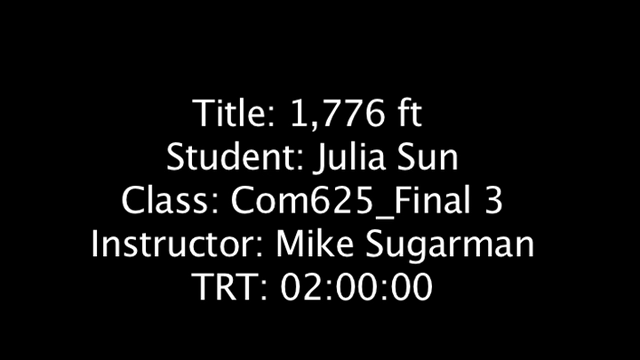 Title: 1,776 ft
Student: Julia Sun
Class: Com625_Final 3
Instructor: Mike Sugarman
TRT: 02:00:00